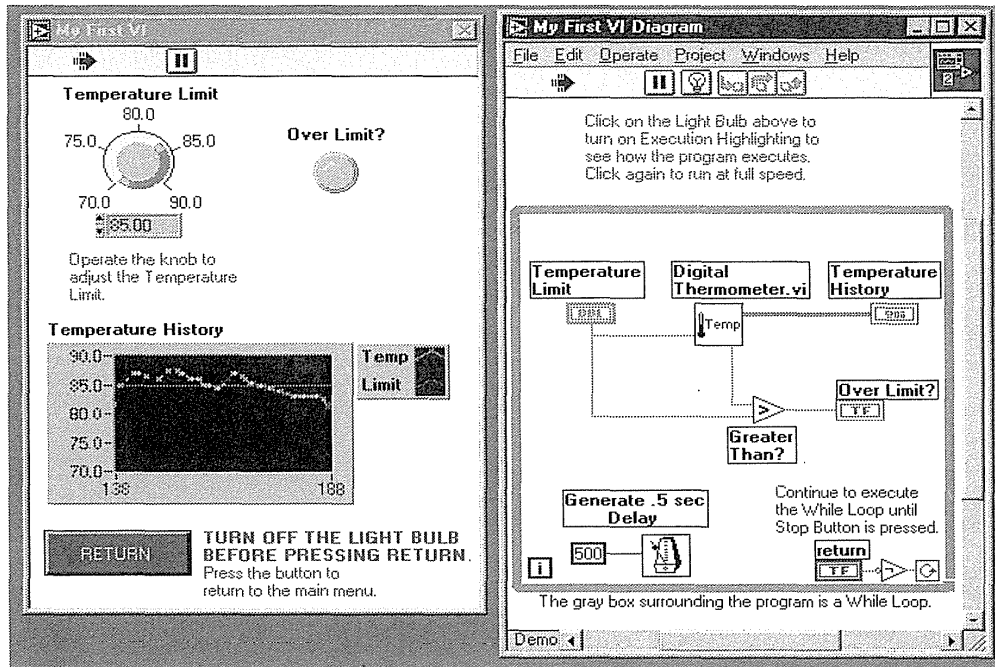 My First VI
Temperature Limit
80.0
75.0
85.0
70.0
90.0
85.00
Over Limit?
Operate the knob to
adjust the Temperature
Limit.
Temperature History
90.0
85.0
80.0
75.0
70.0
138
188
Temp
Limit
RETURN
TURN OFF THE LIGHT BULB
BEFORE PRESSING RETURN.
Press the button to
return to the main menu.
My First VI Diagram
File Edit Operate Project Windows Help
2
Click on the Light Bulb above to
turn on Execution Highlighting to
see how the program executes.
Click again to run at full speed.
Temperature
Limit
DBL
Digital
Thermometer.vi
Temp
Temperature
History
Over Limit?
TF
>
Greater
Than?
Generate .5 sec
Delay
500
i
Continue to execute
the While Loop until
Stop Button is pressed.
return
TF
The gray box surrounding the program is a While Loop.
Demo